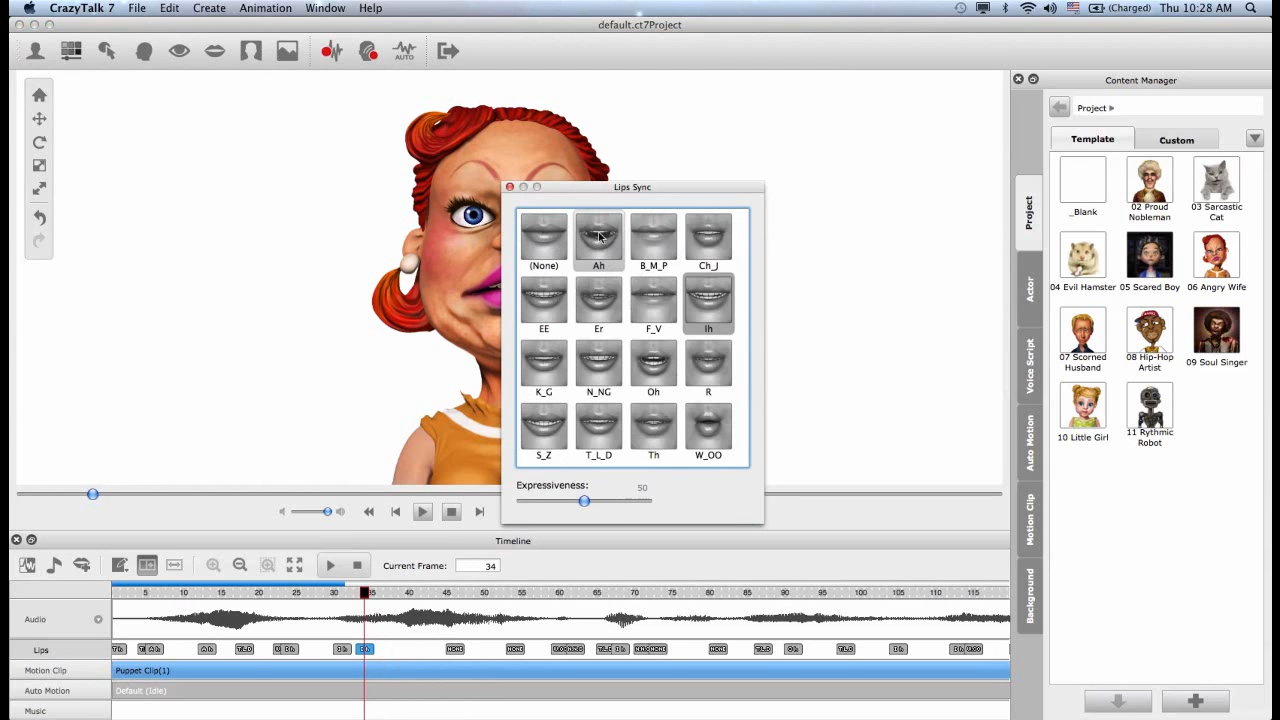 CrazyTalk 7 File Edit Create Animation Window Help (Charged) Thu 10:28 AM
default.ct7Project
AUTO
Content Manager
Project
Template Custom
_Blank
02 Proud Nobleman
03 Sarcastic Cat
04 Evil Hamster
05 Scared Boy
06 Angry Wife
07 Scorned Husband
08 Hip-Hop Artist
09 Soul Singer
10 Little Girl
11 Rythmic Robot
Project
Actor
Voice Script
Auto Motion
Motion Clip
Background
Lips Sync
(None) Ah B_M_P Ch_J
EE Er F_V Ih
K_G N_NG Oh R
S_Z T_L_D Th W_OO
Expressiveness: 50
Timeline
Current Frame: 34
5 10 15 20 25 30 35 40 45 50 55 60 65 70 75 80 85 90 95 100 105 110 115
Audio
Lips
NONE NONE
Motion Clip Puppet Clip(1)
Auto Motion Default (Idle)
Music